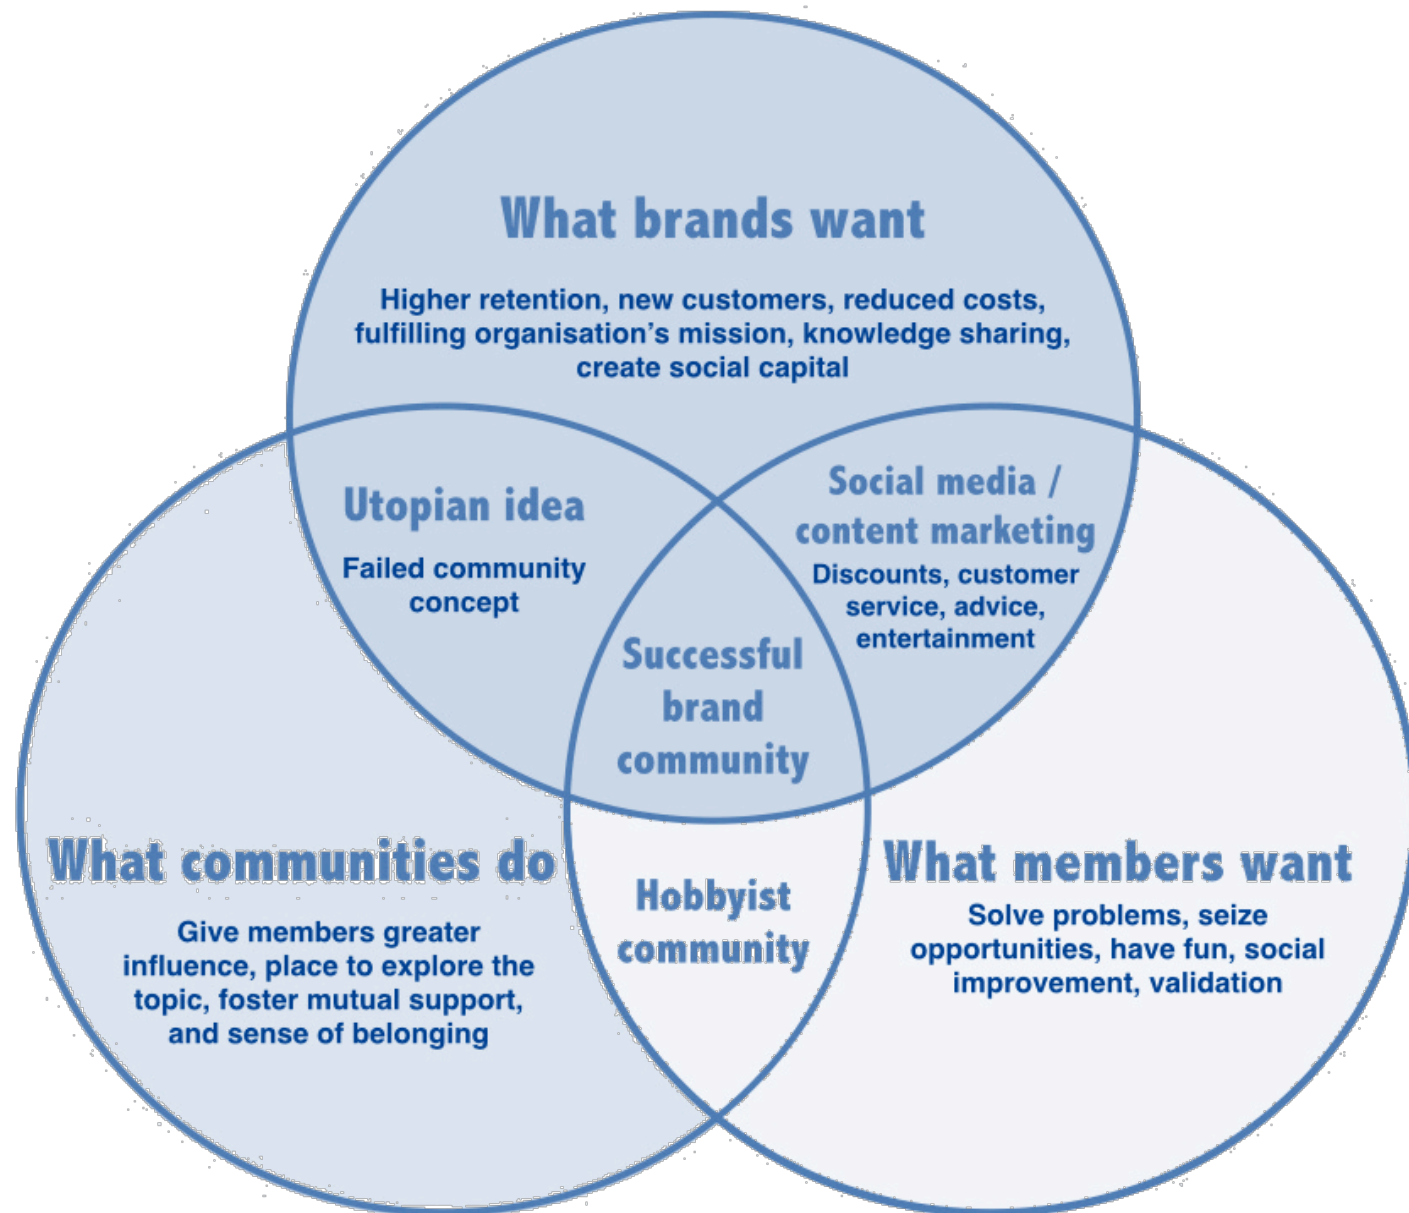 What brands want
Higher retention, new customers, reduced costs,
fulfilling organisation’s mission, knowledge sharing,
create social capital
Utopian idea
Failed community
concept
Social media /
content marketing
Discounts, customer
service, advice,
entertainment
Successful
brand
community
What communities do
Give members greater
influence, place to explore the
topic, foster mutual support,
and sense of belonging
Hobbyist
community
What members want
Solve problems, seize
opportunities, have fun, social
improvement, validation